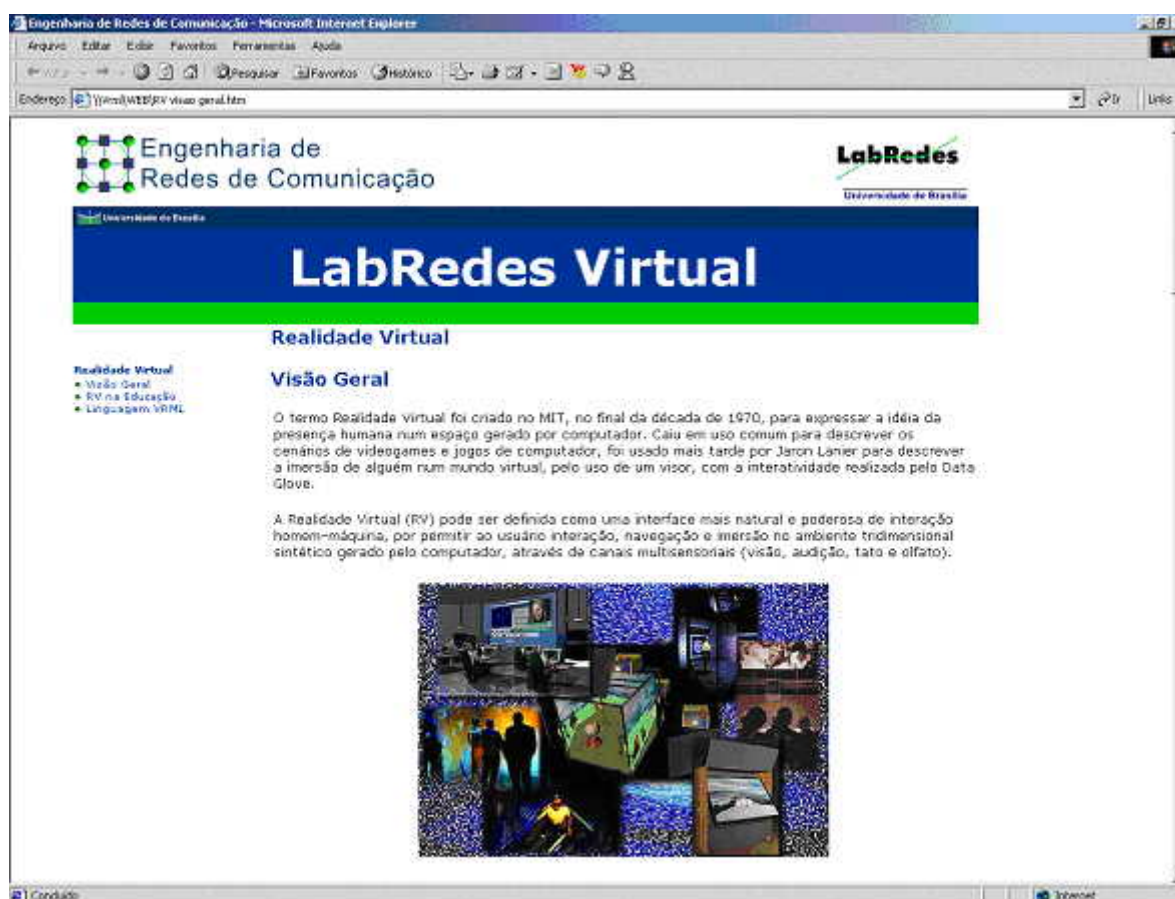 Engenharia de Redes de Comunicação - Microsoft Internet Explorer
Arquivo Editar Exibir Favoritos Ferramentas Ajuda
Pesquisar Favoritos Histórico
Endereço RV visao geral.htm Ir Links
Engenharia de
Redes de Comunicação
LabRedes
Universidade de Brasília
Universidade de Brasília
LabRedes Virtual
Realidade Virtual
Realidade Virtual
• Visão Geral
• RV na Educação
• Linguagem VRML
Visão Geral
O termo Realidade Virtual foi criado no MIT, no final da década de 1970, para expressar a idéia da
presença humana num espaço gerado por computador. Caiu em uso comum para descrever os
cenários de videogames e jogos de computador, foi usado mais tarde por Jaron Lanier para descrever
a imersão de alguém num mundo virtual, pelo uso de um visor, com a interatividade realizada pelo Data
Glove.
A Realidade Virtual (RV) pode ser definida como uma interface mais natural e poderosa de interação
homem-máquina, por permitir ao usuário interação, navegação e imersão no ambiente tridimensional
sintético gerado pelo computador, através de canais multisensoriais (visão, audição, tato e olfato).
Concluído
Internet